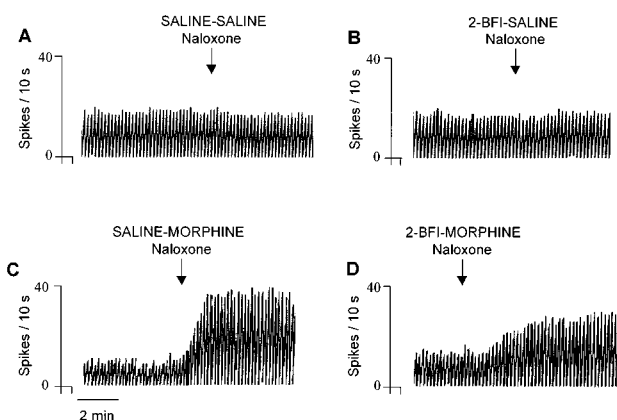 A
SALINE-SALINE
Naloxone
40
Spikes / 10 s
0
B
2-BFI-SALINE
Naloxone
40
Spikes / 10 s
0
C
SALINE-MORPHINE
Naloxone
40
Spikes / 10 s
0
2 min
D
2-BFI-MORPHINE
Naloxone
40
Spikes / 10 s
0